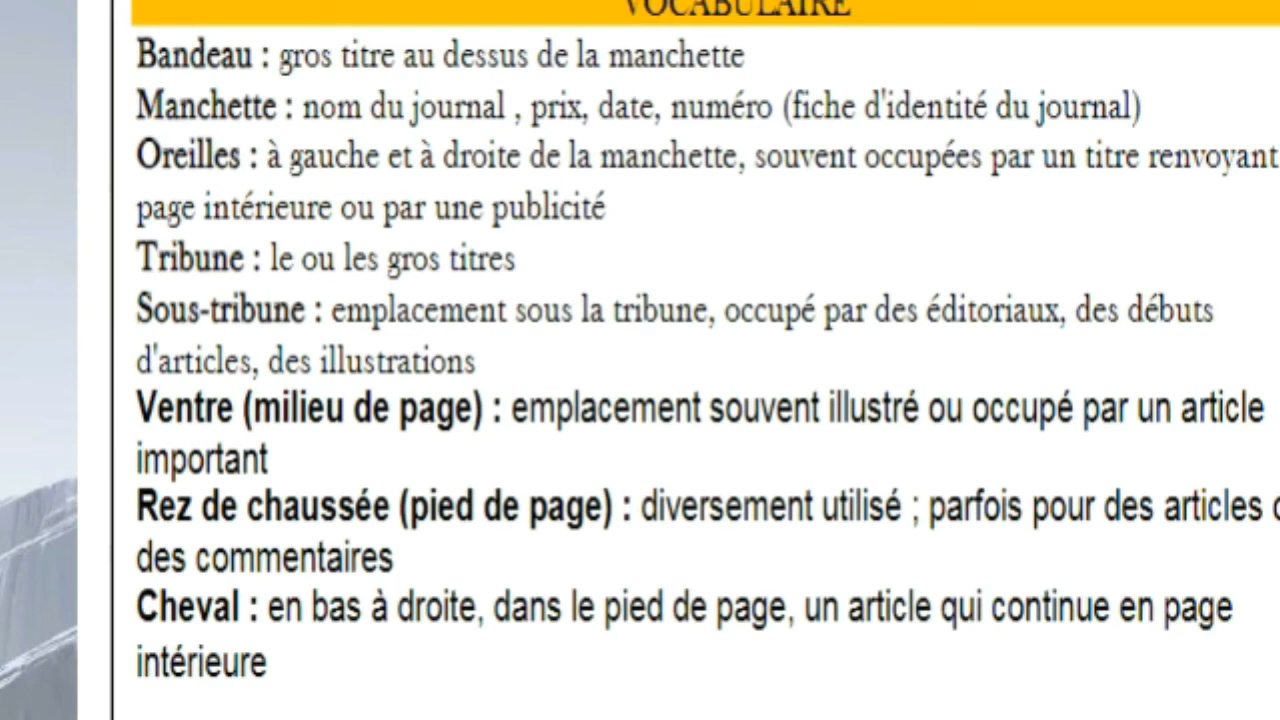 VOCABULAIRE
Bandeau : gros titre au dessus de la manchette
Manchette : nom du journal , prix, date, numéro (fiche d'identité du journal)
Oreilles : à gauche et à droite de la manchette, souvent occupées par un titre renvoyant
page intérieure ou par une publicité
Tribune : le ou les gros titres
Sous-tribune : emplacement sous la tribune, occupé par des éditoriaux, des débuts
d'articles, des illustrations
Ventre (milieu de page) : emplacement souvent illustré ou occupé par un article
important
Rez de chaussée (pied de page) : diversement utilisé ; parfois pour des articles
des commentaires
Cheval : en bas à droite, dans le pied de page, un article qui continue en page
intérieure